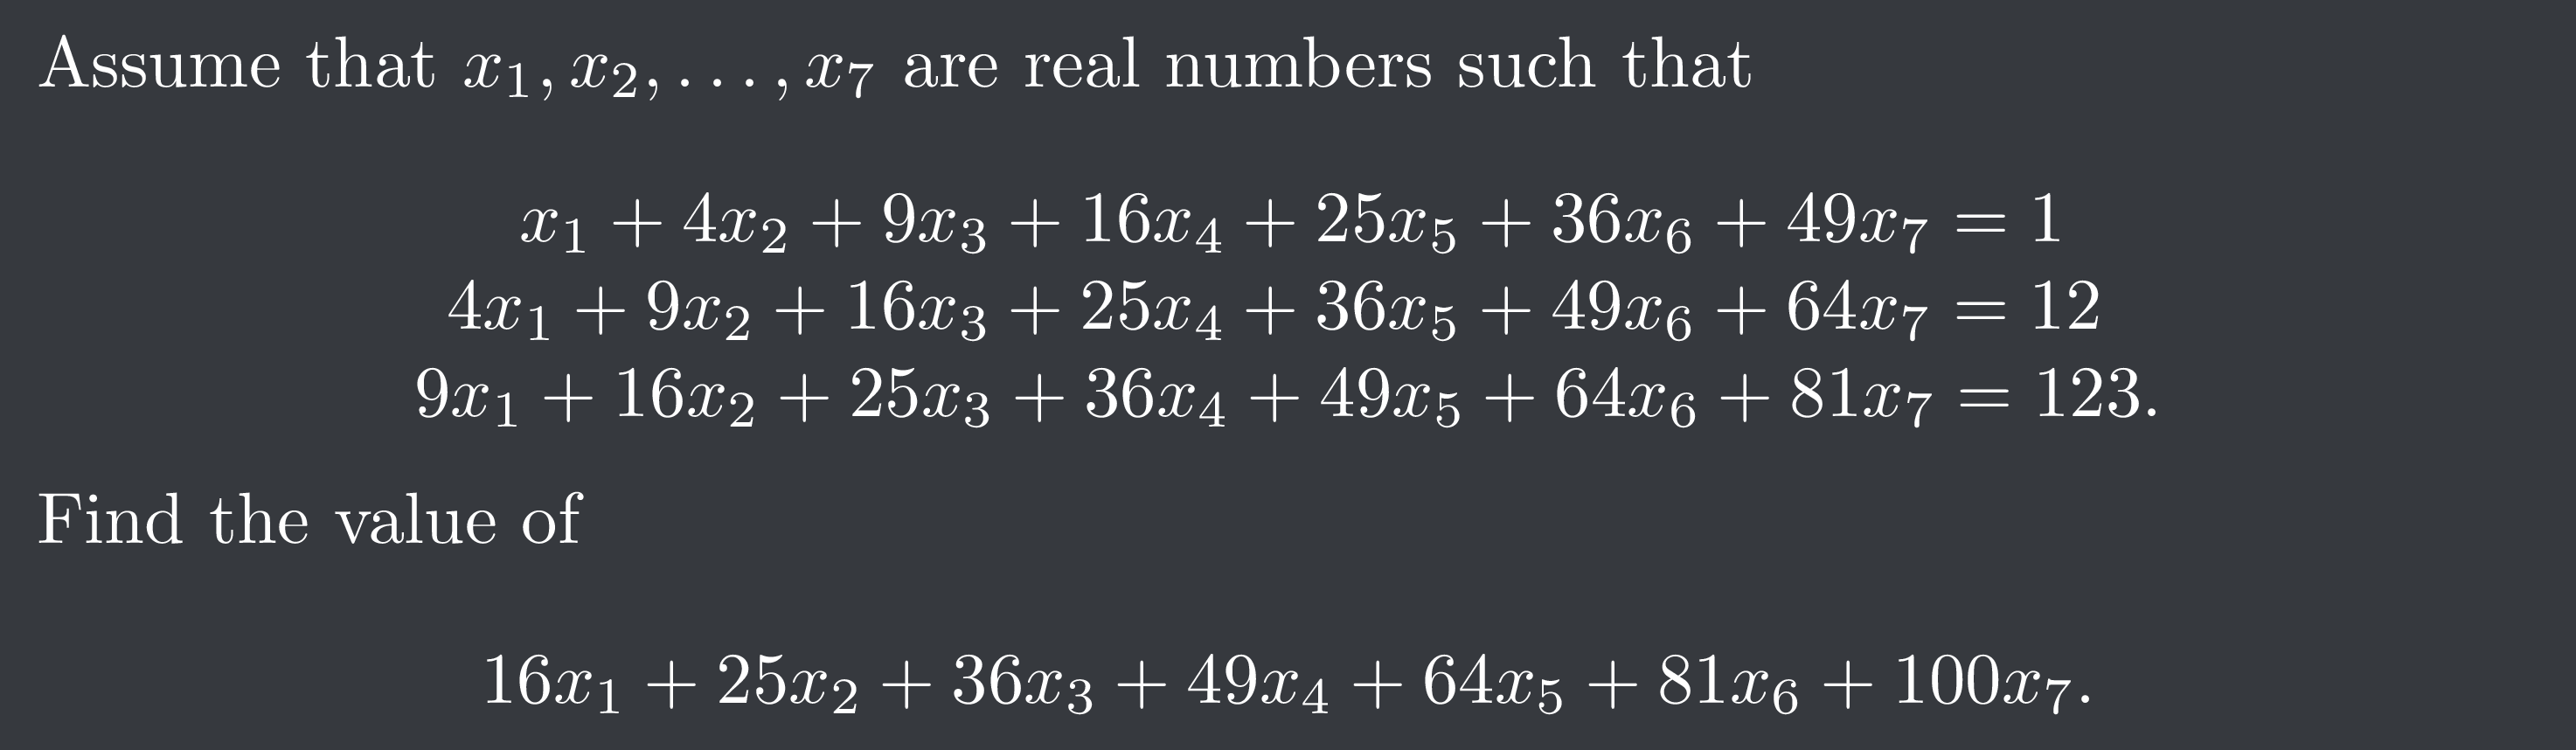 Assume that x₁, x₂, . . . , x₇ are real numbers such that
x₁ + 4x₂ + 9x₃ + 16x₄ + 25x₅ + 36x₆ + 49x₇ = 1
4x₁ + 9x₂ + 16x₃ + 25x₄ + 36x₅ + 49x₆ + 64x₇ = 12
9x₁ + 16x₂ + 25x₃ + 36x₄ + 49x₅ + 64x₆ + 81x₇ = 123.
Find the value of
16x₁ + 25x₂ + 36x₃ + 49x₄ + 64x₅ + 81x₆ + 100x₇.